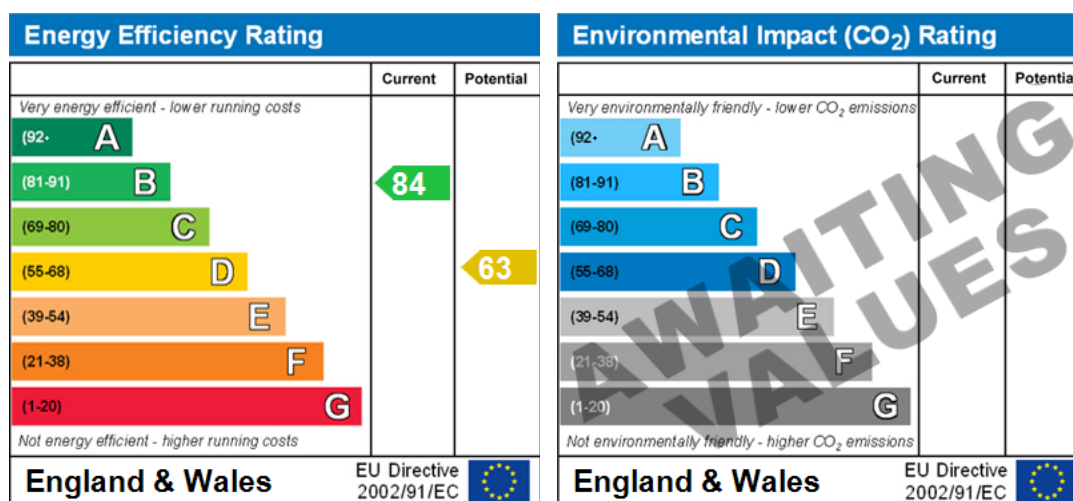 Energy Efficiency Rating
Current Potential
Very energy efficient - lower running costs
(92+ A
(81-91) B
84
(69-80) C
(55-68) D
63
(39-54) E
(21-38) F
(1-20) G
Not energy efficient - higher running costs
England & Wales
EU Directive
2002/91/EC
Environmental Impact (CO₂) Rating
Current Potentia
Very environmentally friendly - lower CO₂ emissions
(92+ A
(81-91) B
(69-80) C
(55-68) D
(39-54) E
(21-38) F
(1-20) G
Not environmentally friendly - higher CO₂ emissions
AWAITING
VALUES
England & Wales
EU Directive
2002/91/EC